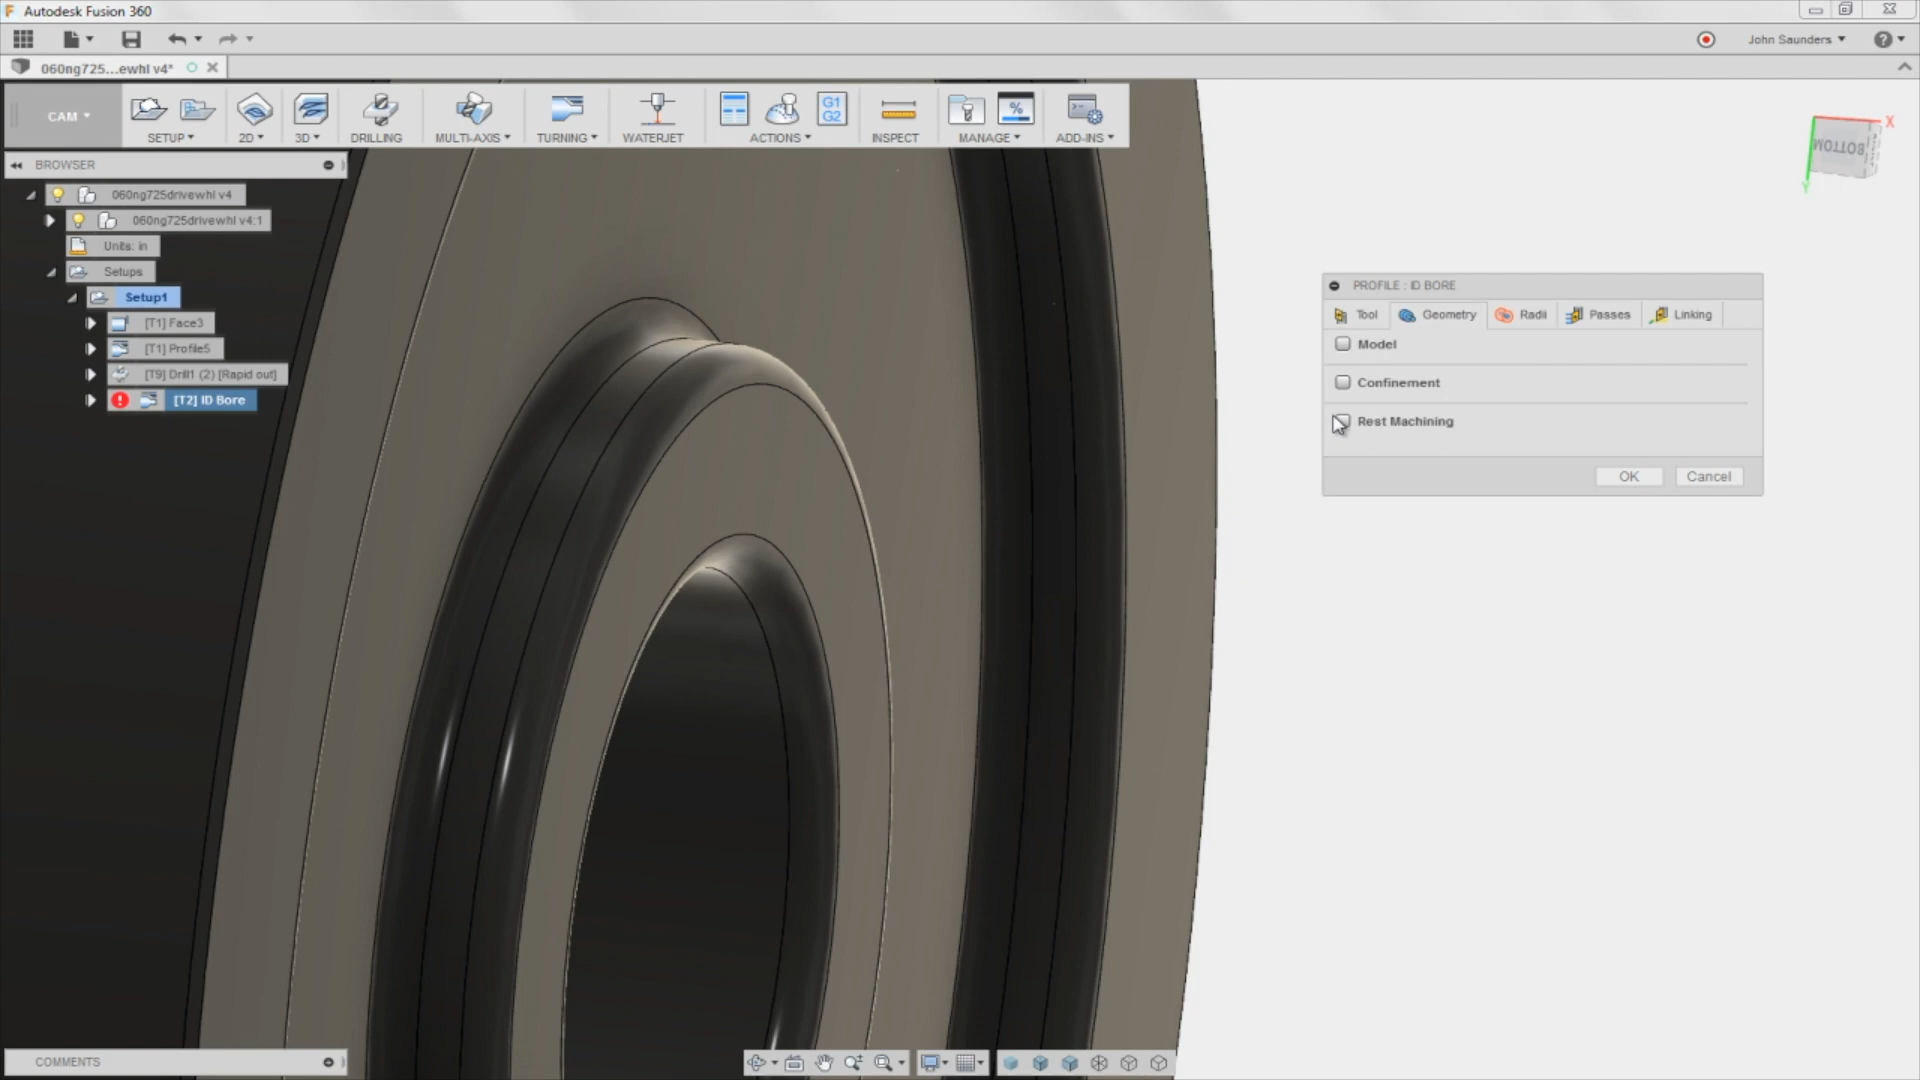 Autodesk Fusion 360
John Saunders
060ng725...ewhl v4*
CAM
SETUP
2D
3D
DRILLING
MULTI-AXIS
TURNING
WATERJET
G1
G2
ACTIONS
INSPECT
MANAGE
ADD-INS
BROWSER
060ng725drivewhl v4
060ng725drivewhl v4:1
Units: in
Setups
Setup1
[T1] Face3
[T1] Profile5
[T9] Drill1 (2) [Rapid out]
[T2] ID Bore
X
BOTTOM
Y
PROFILE : ID BORE
Tool
Geometry
Radii
Passes
Linking
Model
Confinement
Rest Machining
OK
Cancel
COMMENTS